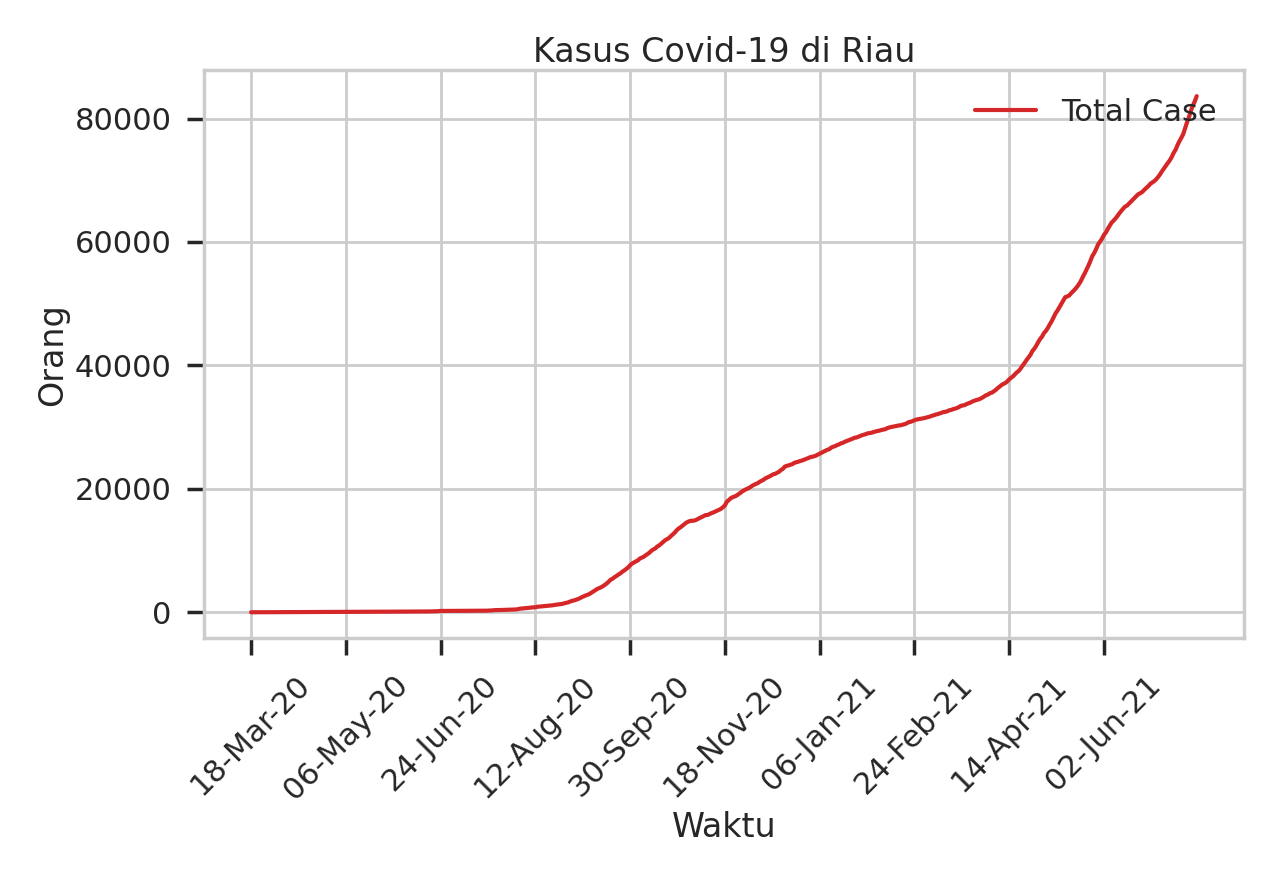 Kasus Covid-19 di Riau
Total Case
Orang
80000
60000
40000
20000
0
18-Mar-20
06-May-20
24-Jun-20
12-Aug-20
30-Sep-20
18-Nov-20
06-Jan-21
24-Feb-21
14-Apr-21
02-Jun-21
Waktu